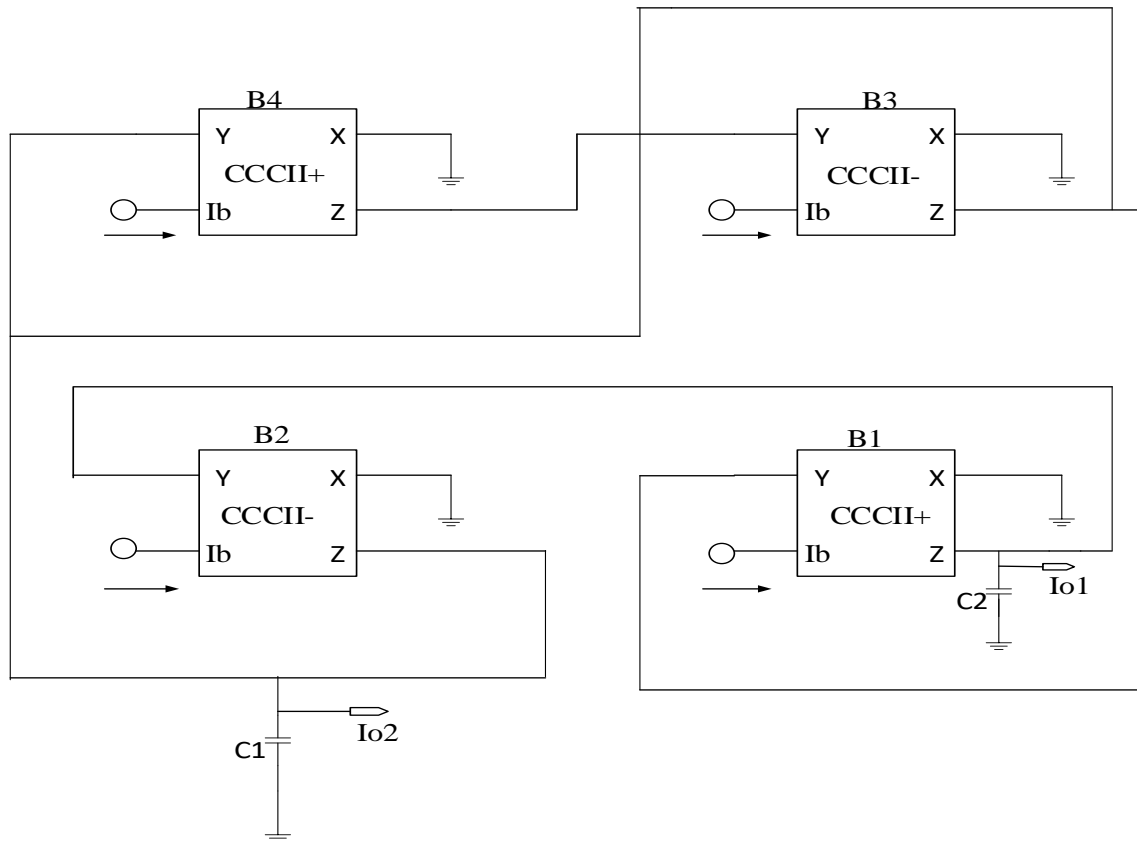 B4
Y X
CCCII+
Ib Z
B3
Y X
CCCII-
Ib Z
B2
Y X
CCCII-
Ib Z
B1
Y X
CCCII+
Ib Z
C2
Io1
Io2
C1